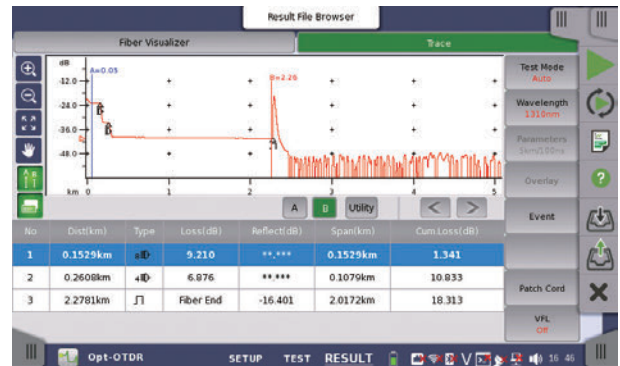 Result File Browser
Fiber Visualizer
Trace
dB
-12.0
-24.0
-36.0
-48.0
A=0.05
B=2.26
km 0 1 2 3 4 5
A B Utility < >
No Dist(km) Type Loss(dB) Reflect(dB) Span(km) Cum.Loss(dB)
1 0.1529km 9.210 **.*** 0.1529km 1.341
2 0.2608km 4 6.876 **.*** 0.1079km 10.833
3 2.2781km Fiber End -16.401 2.0172km 18.313
Test Mode
Auto
Wavelength
1310nm
Parameters
5km/100ns
Overlay
Event
Patch Cord
VFL
Off
Opt-OTDR SETUP TEST RESULT V 16 46